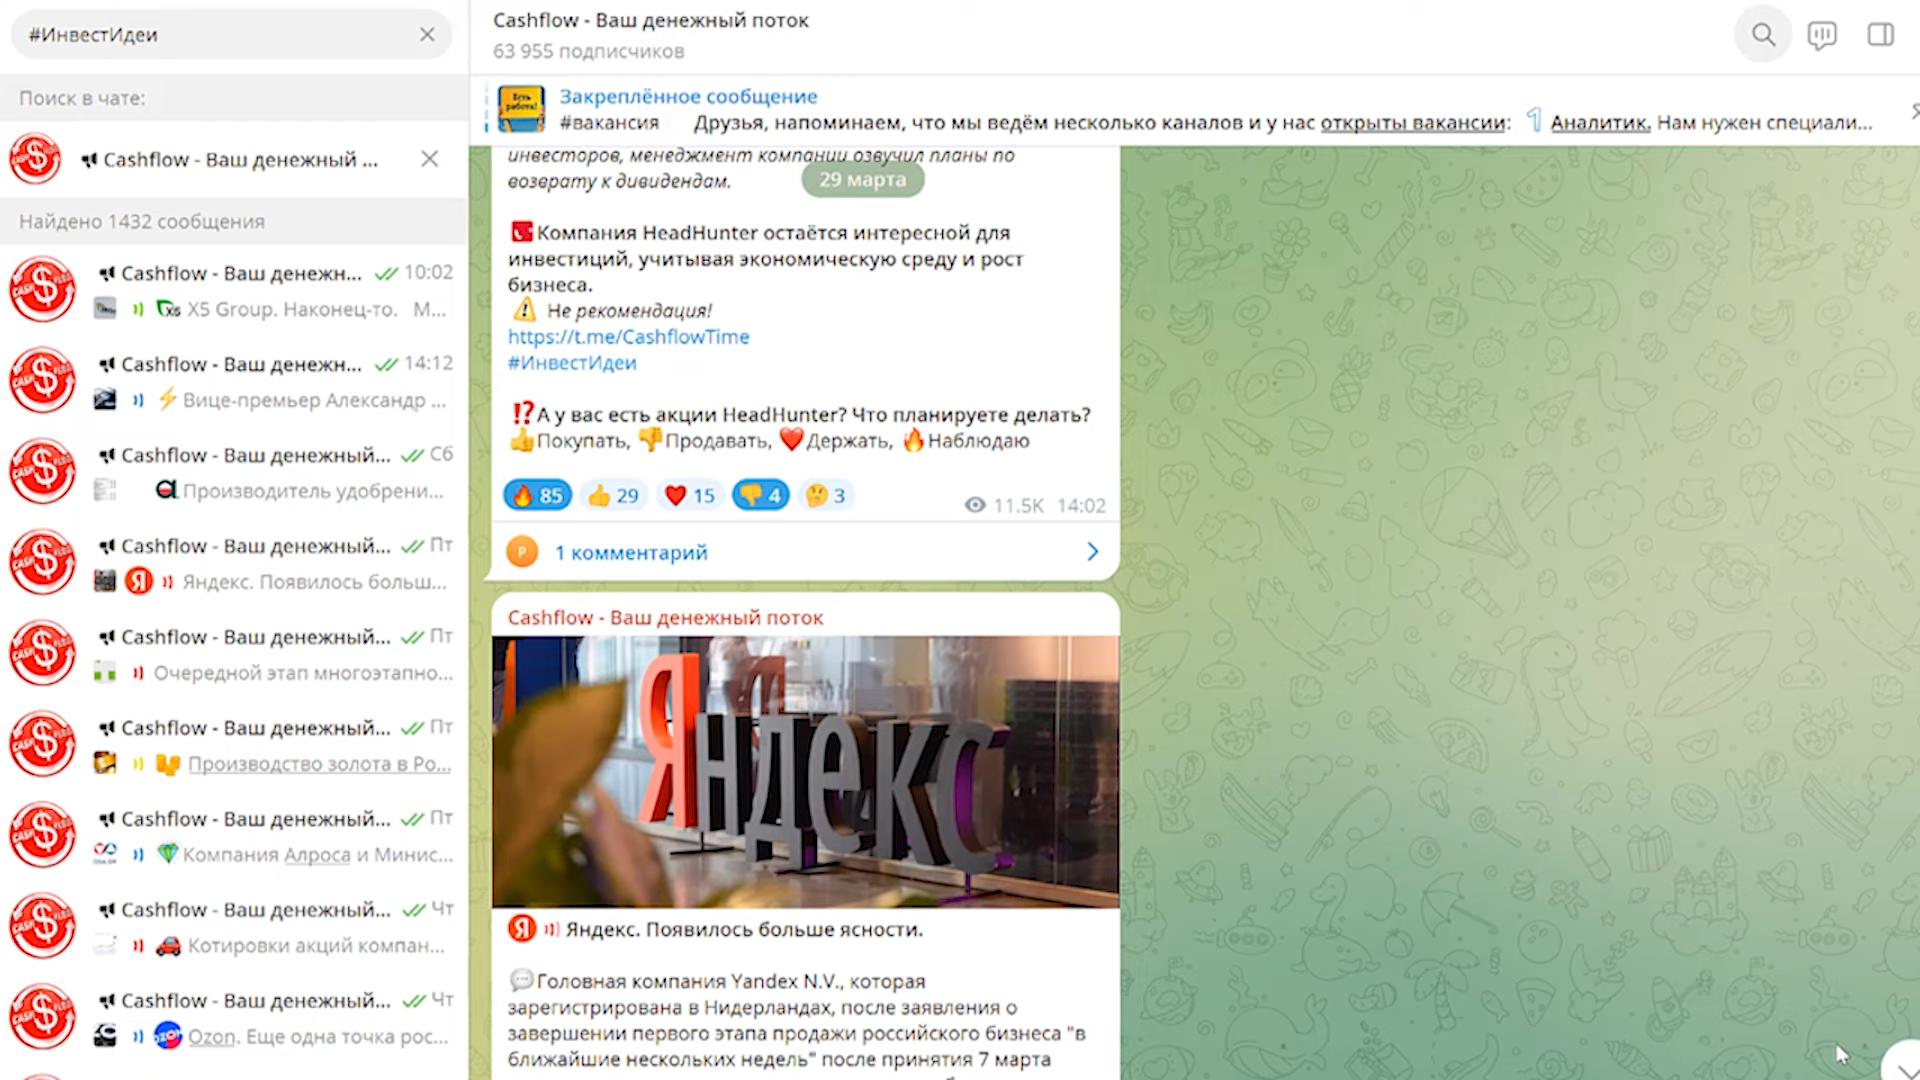 #ИнвестИдеи
Поиск в чате:
Cashflow - Ваш денежный ...
Найдено 1432 сообщения
Cashflow - Ваш денежн... 10:02
X5 Group. Наконец-то. М...
Cashflow - Ваш денежн... 14:12
Вице-премьер Александр ...
Cashflow - Ваш денежный... Сб
Производитель удобрени...
Cashflow - Ваш денежный... Пт
Яндекс. Появилось больш...
Cashflow - Ваш денежный... Пт
Очередной этап многоэтапно...
Cashflow - Ваш денежный... Пт
Производство золота в Ро...
Cashflow - Ваш денежный... Пт
Компания Алроса и Минис...
Cashflow - Ваш денежный... Чт
Котировки акций компан...
Cashflow - Ваш денежный... Чт
Ozon. Еще одна точка рос...
Cashflow - Ваш денежный поток
63 955 подписчиков
Есть работа!
Закреплённое сообщение
#вакансия Друзья, напоминаем, что мы ведём несколько каналов и у нас открыты вакансии: 1 Аналитик. Нам нужен специали...
инвесторов, менеджмент компании озвучил планы по
возврату к дивидендам.
29 марта
Компания HeadHunter остаётся интересной для
инвестиций, учитывая экономическую среду и рост
бизнеса.
⚠ Не рекомендация!
https://t.me/CashflowTime
#ИнвестИдеи
⁉А у вас есть акции HeadHunter? Что планируете делать?
👍Покупать, 👎Продавать, ❤Держать, 🔥Наблюдаю
🔥 85 👍 29 ❤ 15 👎 4 🤔 3
11.5K 14:02
Р 1 комментарий
Cashflow - Ваш денежный поток
Яндекс
Я Яндекс. Появилось больше ясности.
💬Головная компания Yandex N.V., которая
зарегистрирована в Нидерландах, после заявления о
завершении первого этапа продажи российского бизнеса "в
ближайшие нескольких недель" после принятия 7 марта